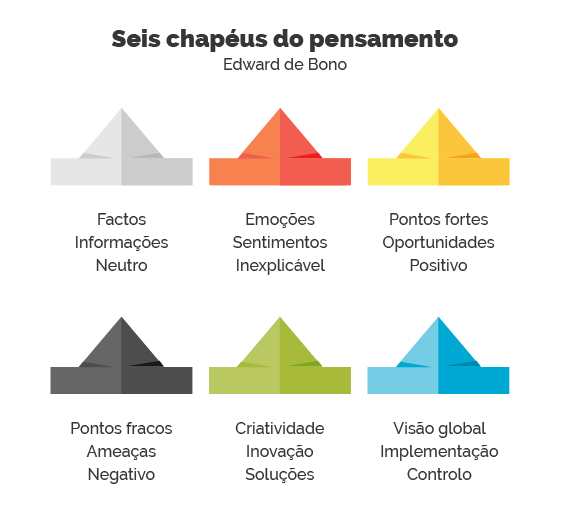 Seis chapéus do pensamento
Edward de Bono
Factos
Informações
Neutro
Emoções
Sentimentos
Inexplicável
Pontos fortes
Oportunidades
Positivo
Pontos fracos
Ameaças
Negativo
Criatividade
Inovação
Soluções
Visão global
Implementação
Controlo